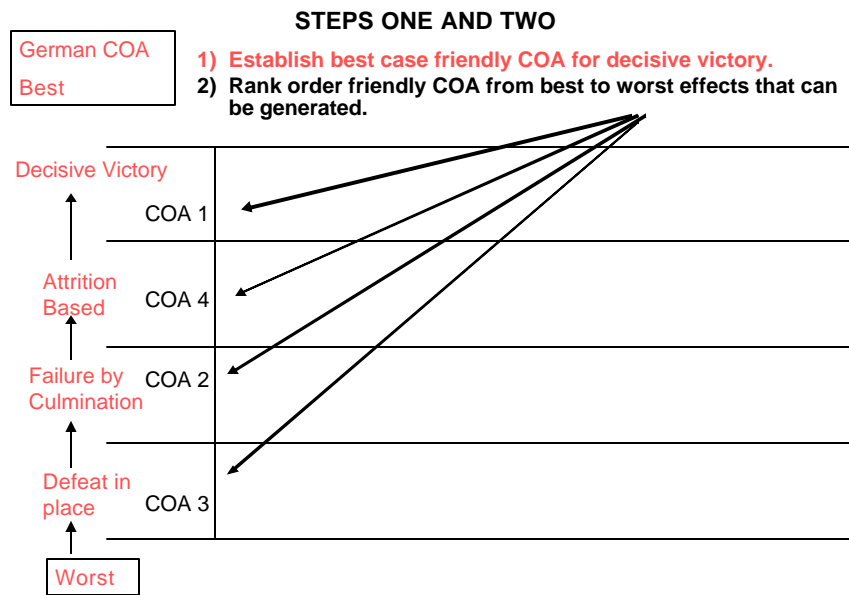 STEPS ONE AND TWO
German COA
Best
1) Establish best case friendly COA for decisive victory.
2) Rank order friendly COA from best to worst effects that can
be generated.
Decisive Victory
COA 1
Attrition
Based
COA 4
Failure by
Culmination
COA 2
Defeat in
place
COA 3
Worst